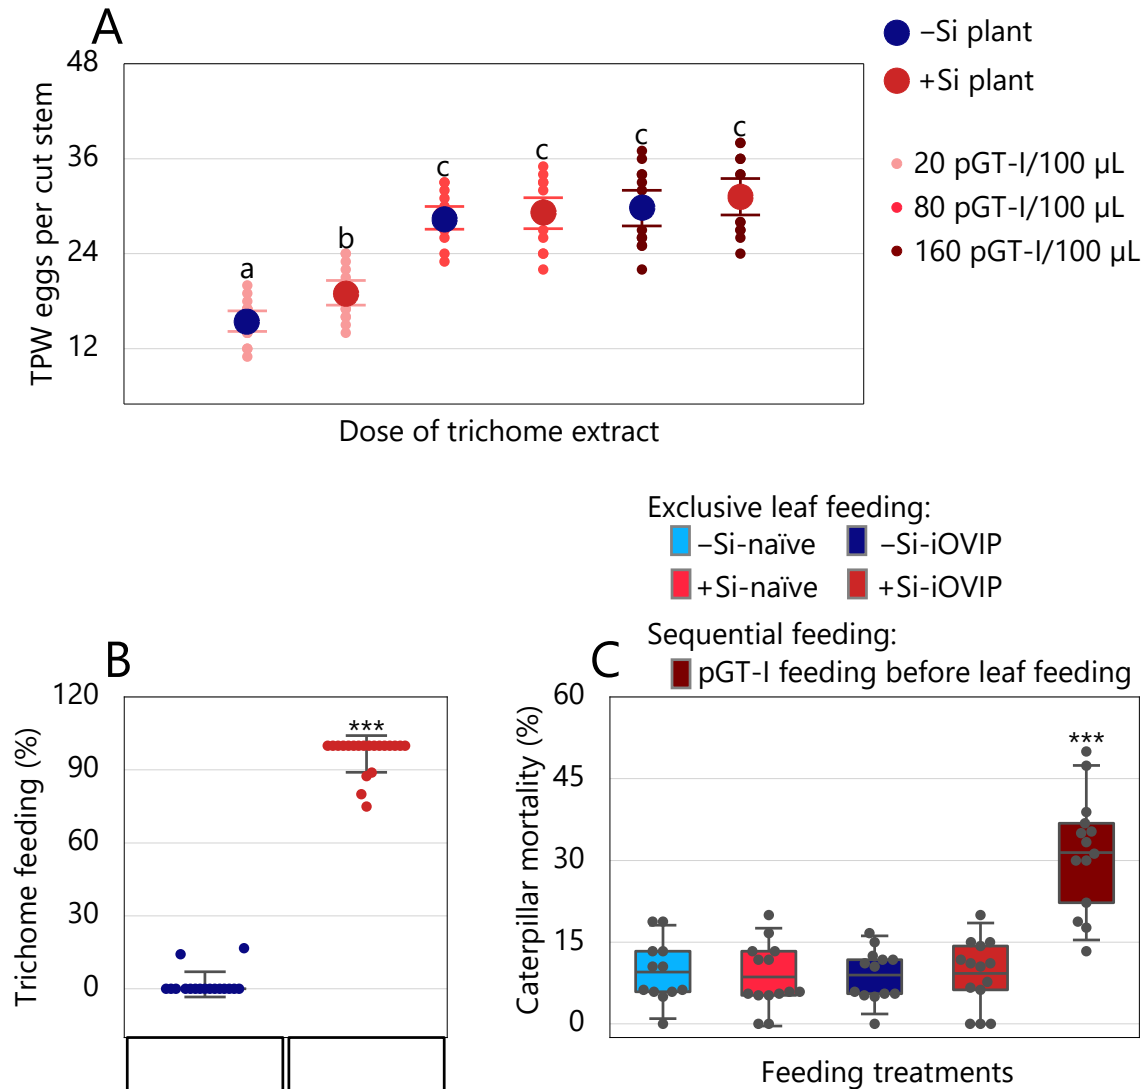 A
–Si plant
+Si plant
20 pGT-I/100 µL
80 pGT-I/100 µL
160 pGT-I/100 µL
TPW eggs per cut stem
48
36
24
12
a
b
c
c
c
c
Dose of trichome extract
Exclusive leaf feeding:
–Si-naïve
–Si-iOVIP
+Si-naïve
+Si-iOVIP
Sequential feeding:
pGT-I feeding before leaf feeding
B
Trichome feeding (%)
120
90
60
30
0
***
C
Caterpillar mortality (%)
60
45
30
15
0
***
Feeding treatments